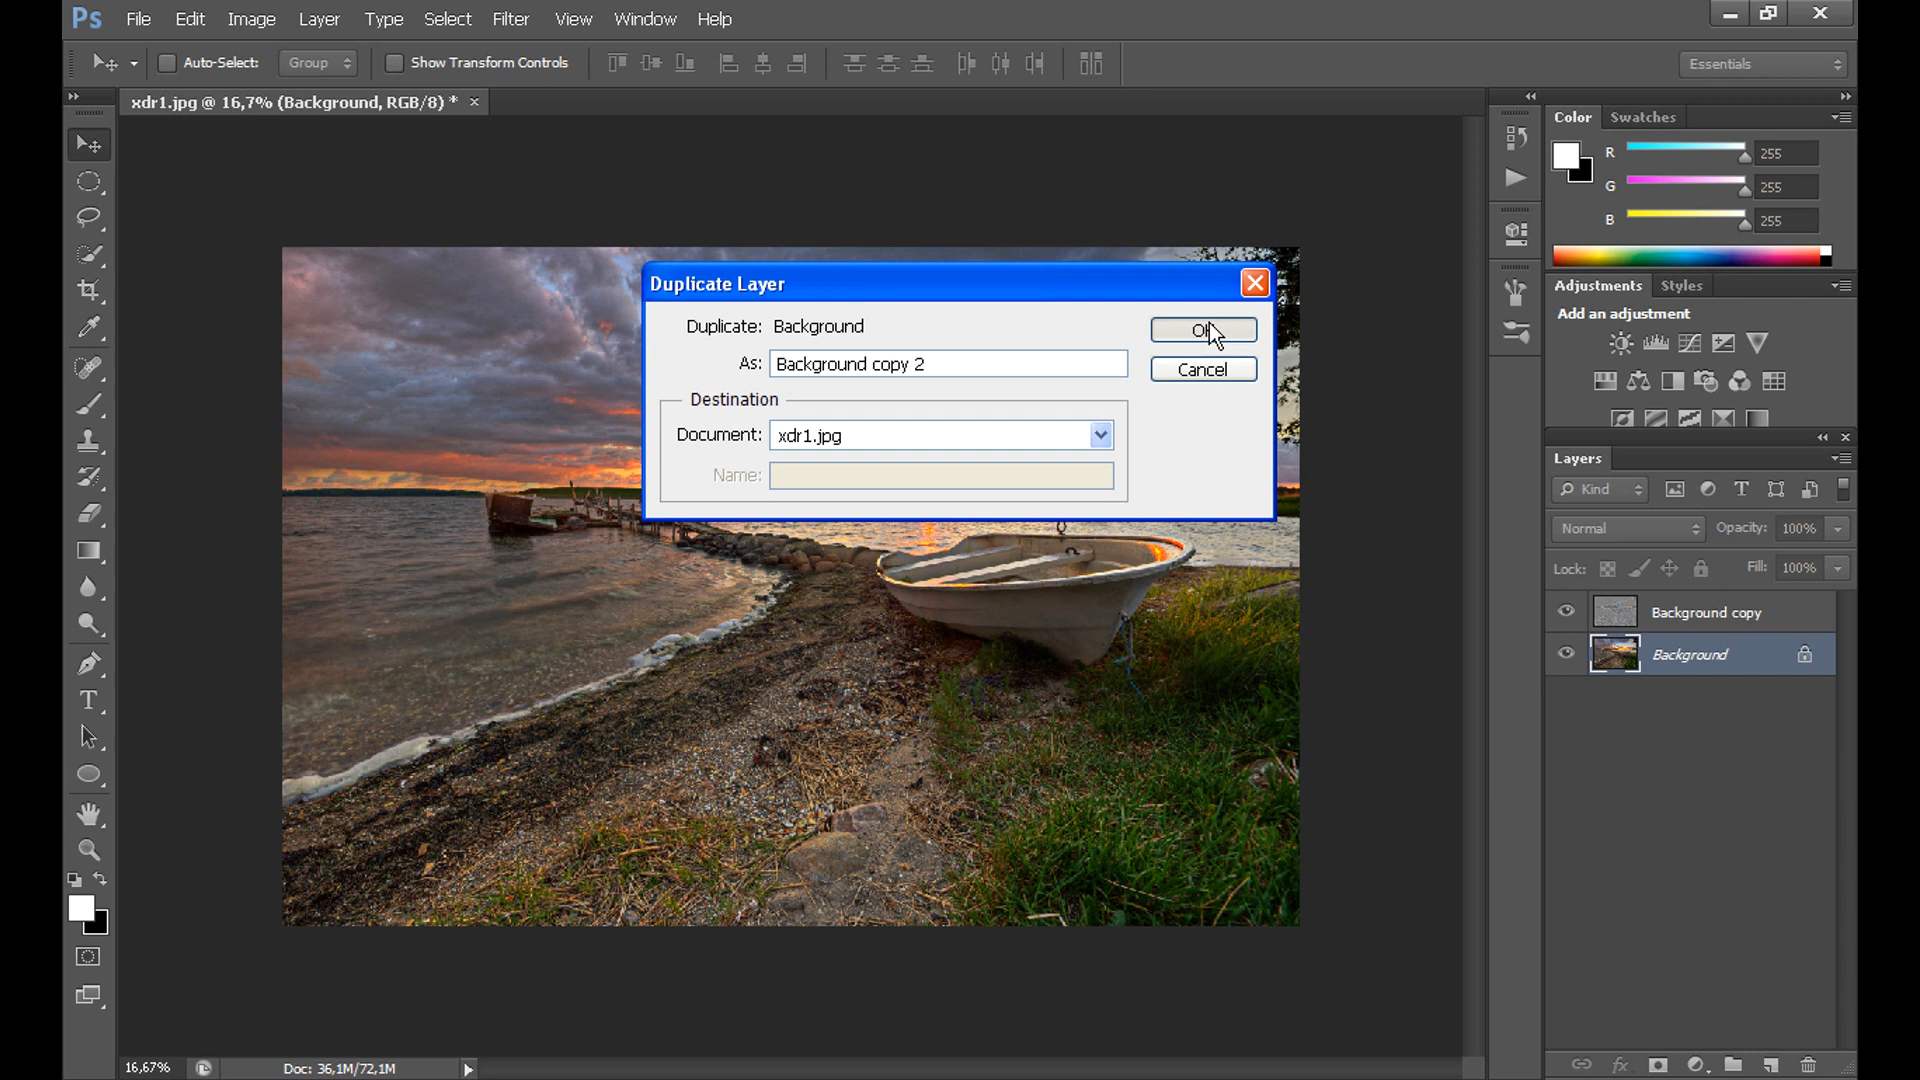 Ps File Edit Image Layer Type Select Filter View Window Help
Auto-Select: Group Show Transform Controls Essentials
xdr1.jpg @ 16,7% (Background, RGB/8) * ×
Color Swatches
R 255
G 255
B 255
Adjustments Styles
Add an adjustment
Duplicate Layer
Duplicate: Background
As: Background copy 2
Cancel
Destination
Document: xdr1.jpg
Name:
Layers
Kind
Normal Opacity: 100%
Lock: Fill: 100%
Background copy
Background
16,67% Doc: 36,1M/72,1M